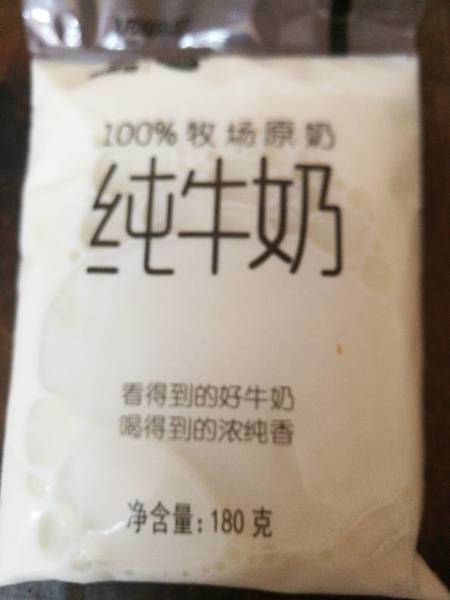 100%牧场原奶
纯牛奶
看得到的好牛奶
喝得到的浓纯香
净含量:180克